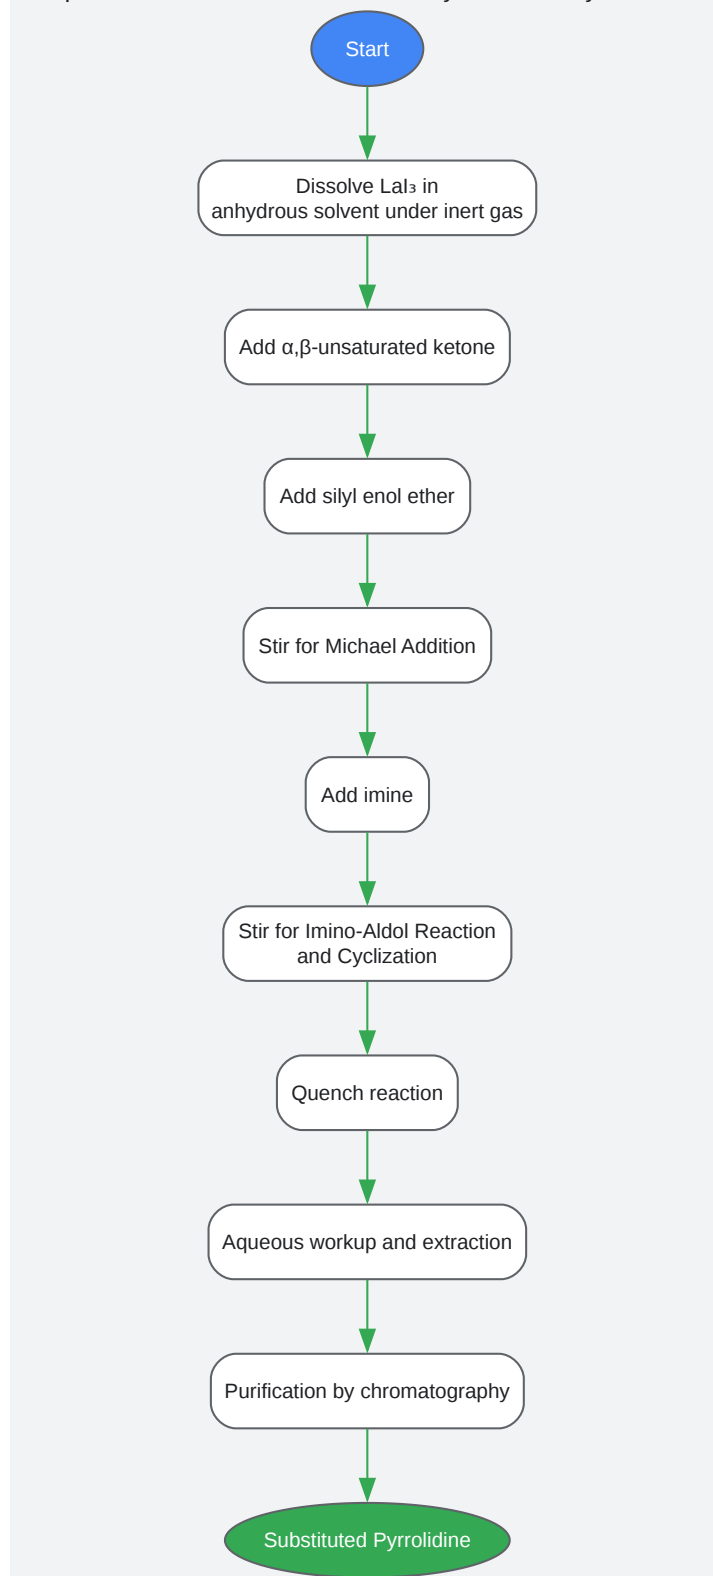 Start
Dissolve LaI₃ in
anhydrous solvent under inert gas
Add α,β-unsaturated ketone
Add silyl enol ether
Stir for Michael Addition
Add imine
Stir for Imino-Aldol Reaction
and Cyclization
Quench reaction
Aqueous workup and extraction
Purification by chromatography
Substituted Pyrrolidine